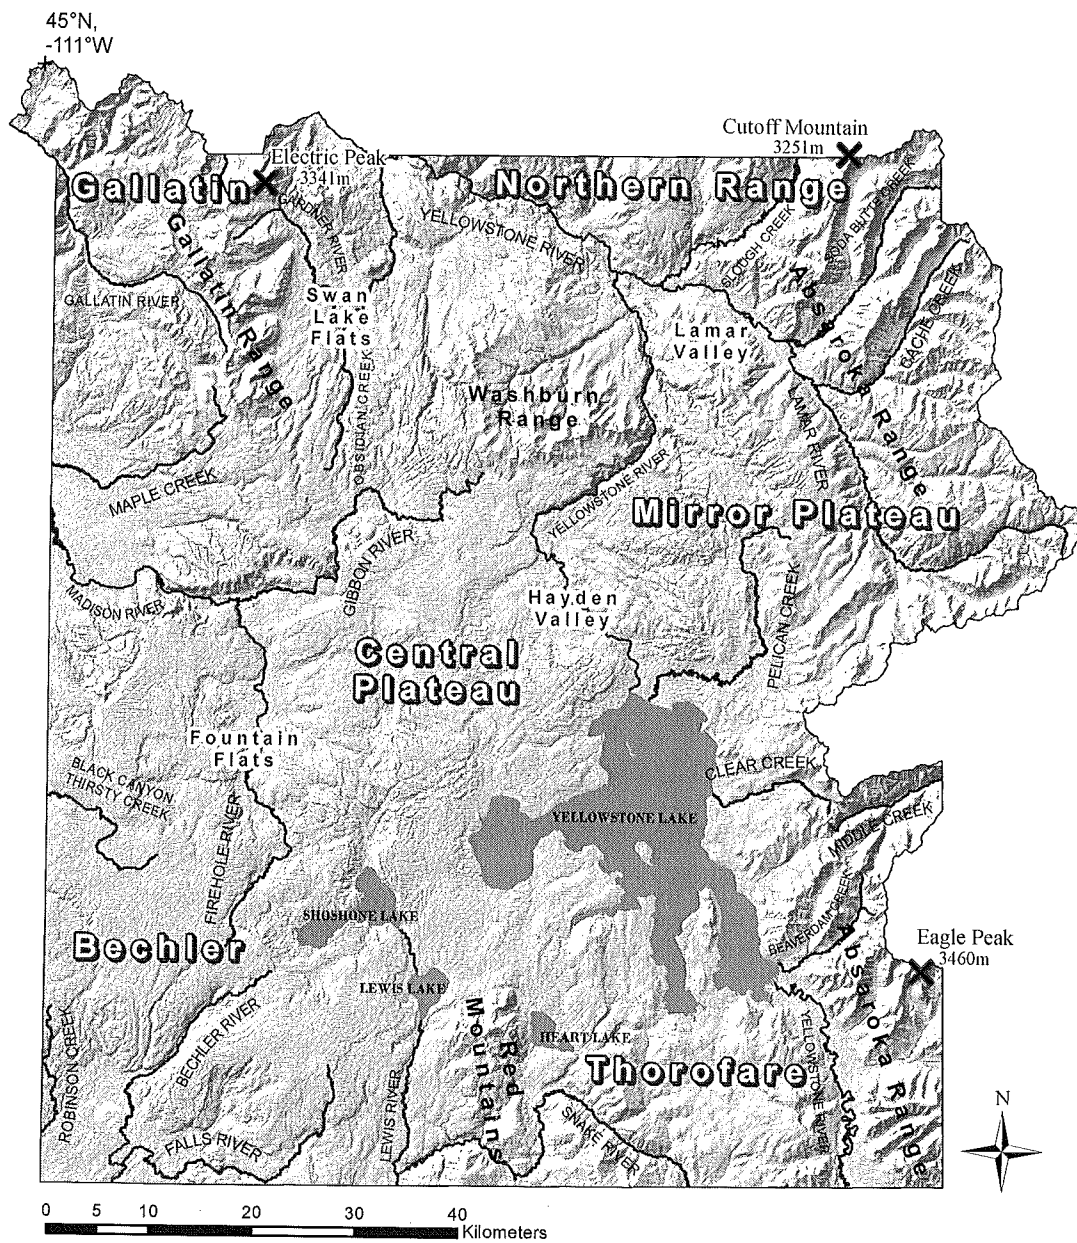 45°N,
-111°W
Cutoff Mountain
3251m
Electric Peak
3341m
Gallatin
Northern Range
GARDNER RIVER
YELLOWSTONE RIVER
SLOUGH CREEK
SODA BUTTE CREEK
Gallatin Range
GALLATIN RIVER
Swan
Lake
Flats
Absaroka Range
CACHE CREEK
Lamar
Valley
OBSIDIAN CREEK
Washburn
Range
LAMAR RIVER
MAPLE CREEK
YELLOWSTONE RIVER
Mirror Plateau
GIBBON RIVER
MADISON RIVER
Hayden
Valley
PELICAN CREEK
Central
Plateau
Fountain
Flats
BLACK CANYON
THIRSTY CREEK
CLEAR CREEK
FIREHOLE RIVER
YELLOWSTONE LAKE
MIDDLE CREEK
SHOSHONE LAKE
BEAVERDAM CREEK
Bechler
Eagle Peak
3460m
Absaroka Range
LEWIS LAKE
ROBINSON CREEK
BECHLER RIVER
Red
Mountains
HEART LAKE
Thorofare
YELLOWSTONE RIVER
LEWIS RIVER
FALLS RIVER
SNAKE RIVER
N
0 5 10 20 30 40
Kilometers